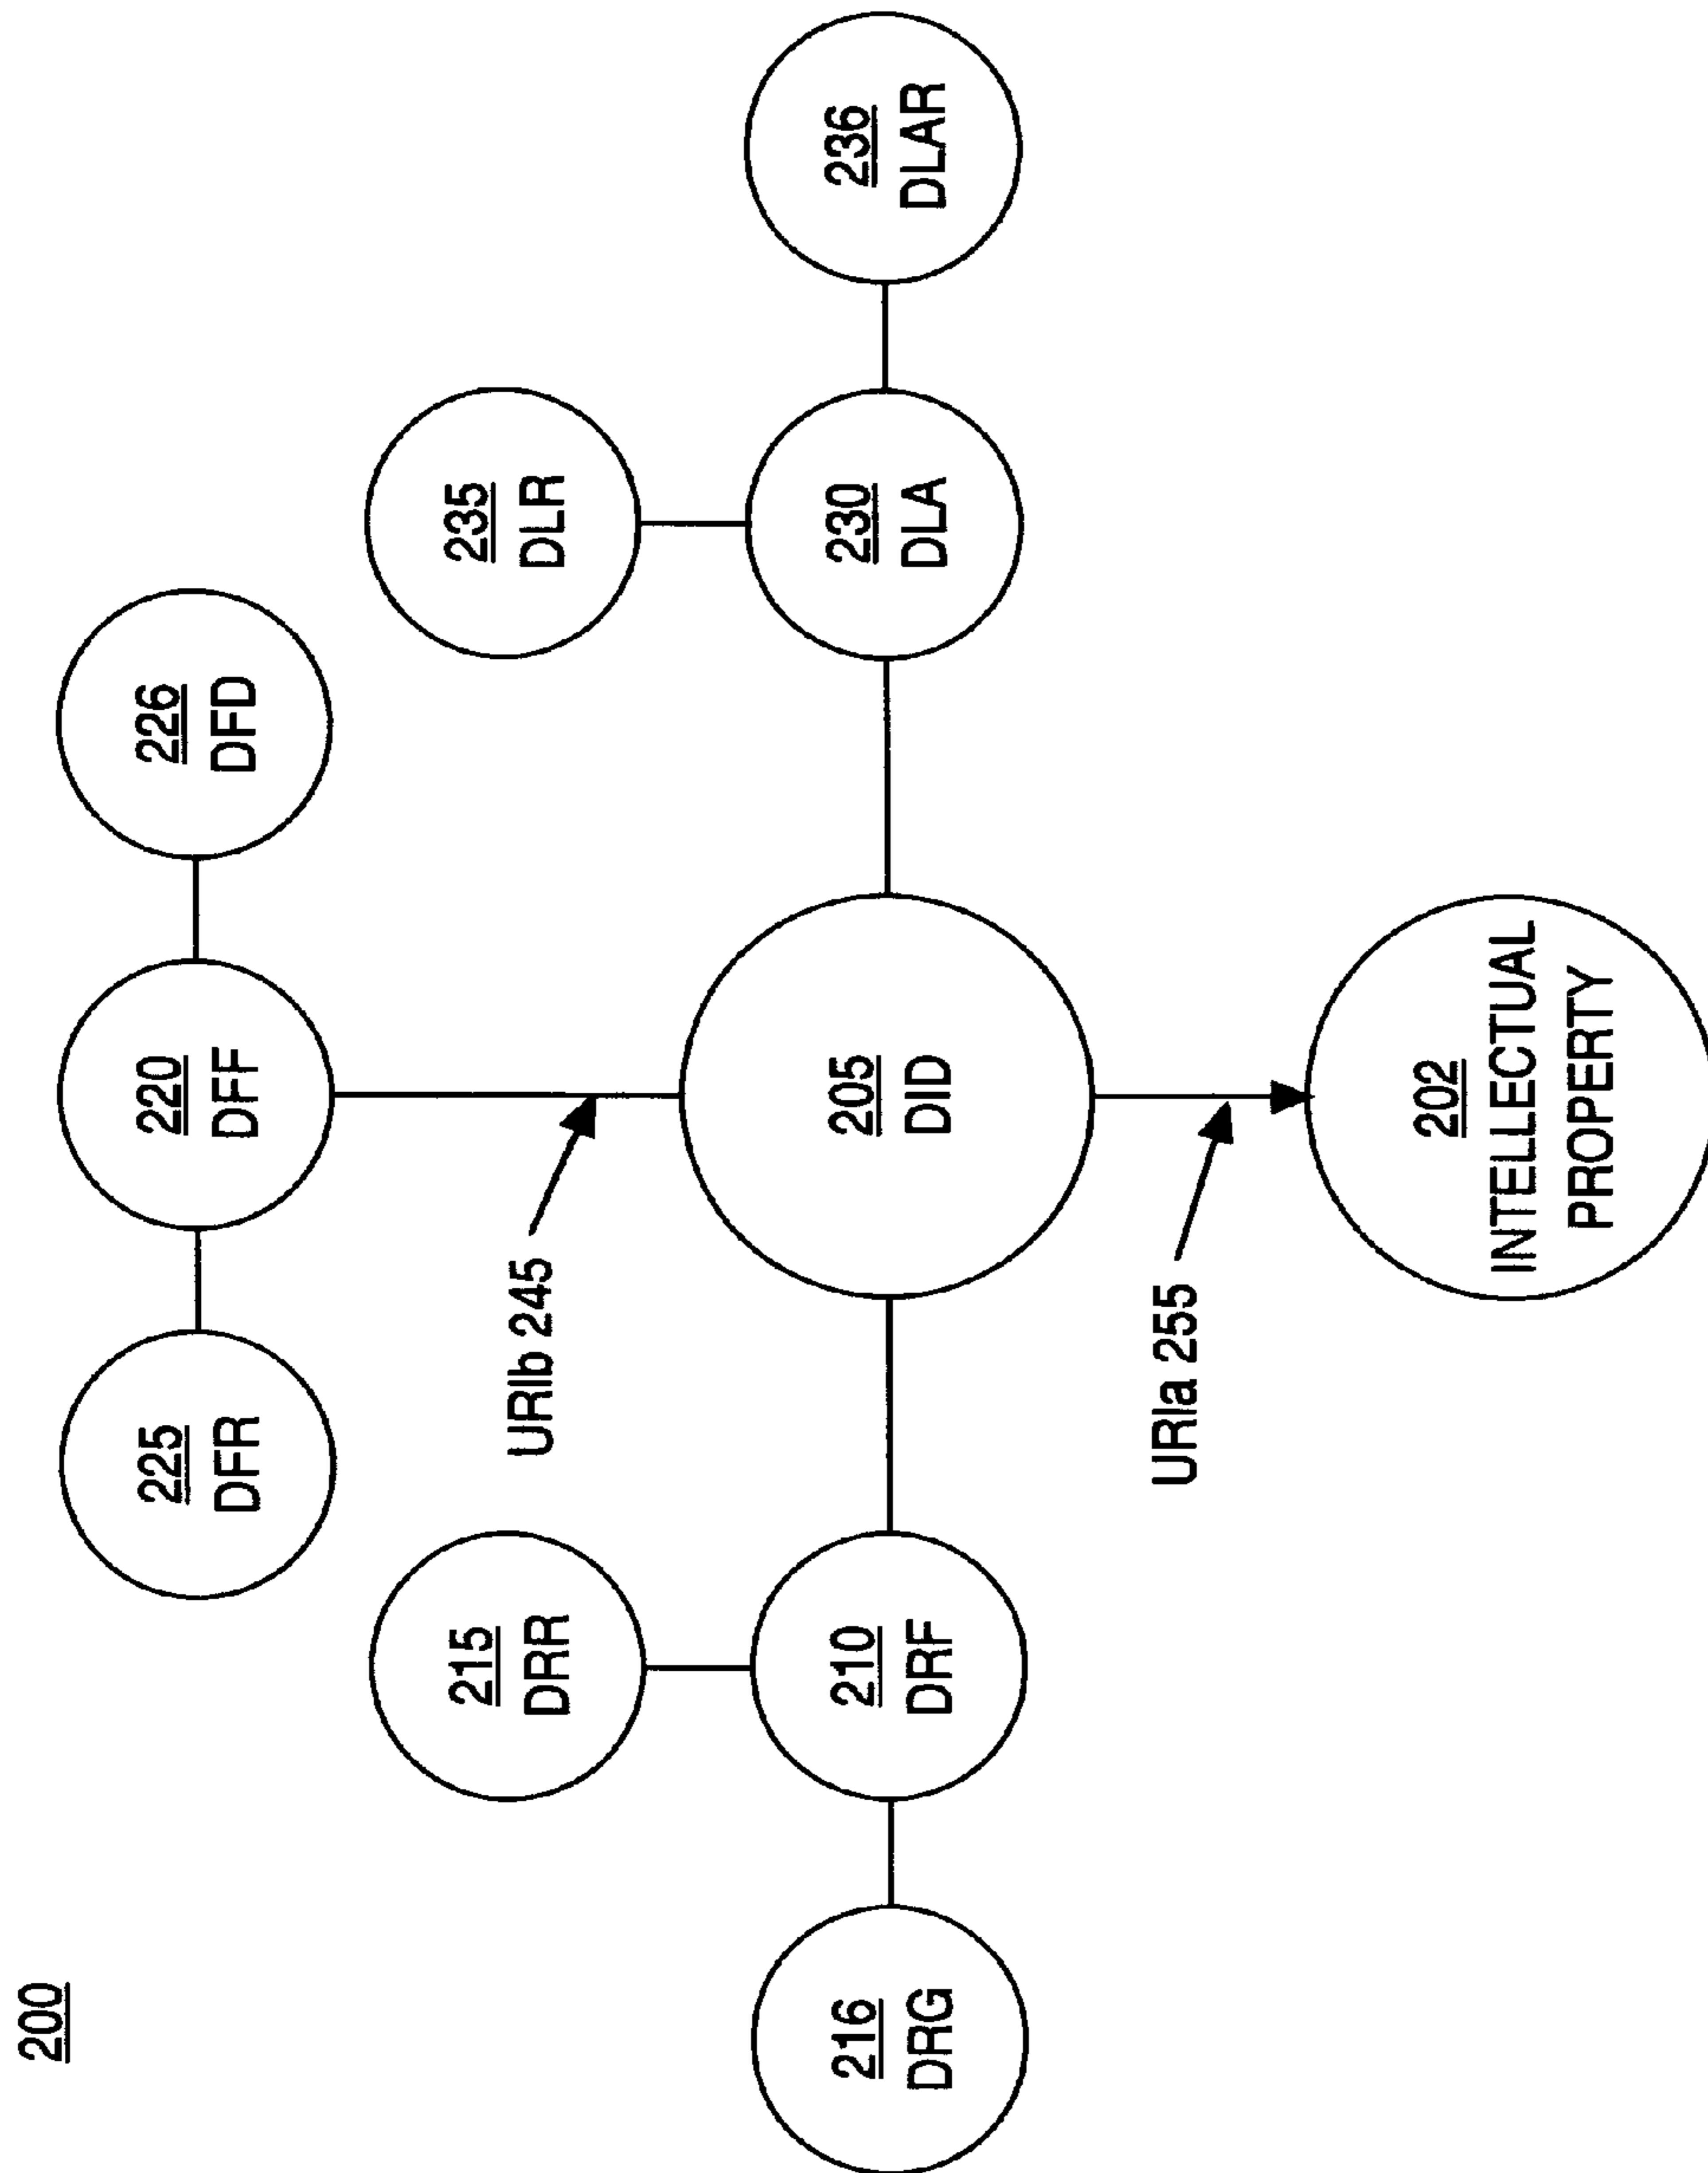 200
225
DFR
220
DFF
226
DFD
215
DRR
URIb 245
235
DLR
216
DRG
210
DRF
205
DID
230
DLA
236
DLAR
URIa 255
202
INTELLECTUAL
PROPERTY